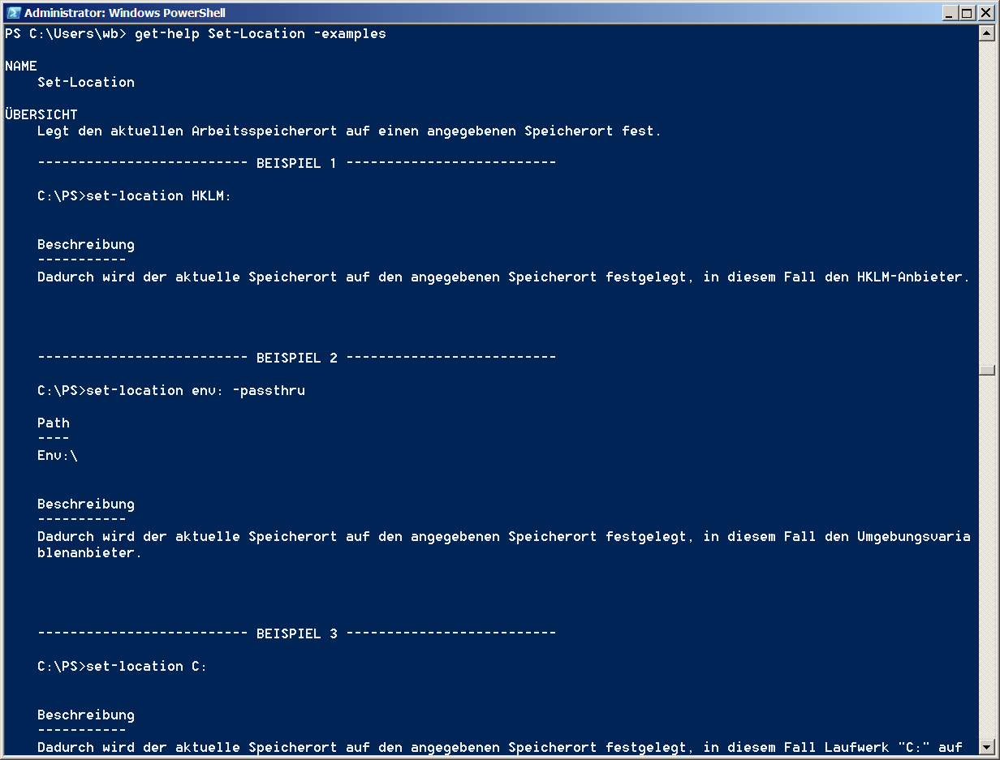 Administrator: Windows PowerShell
PS C:\Users\wb> get-help Set-Location -examples
NAME
    Set-Location
ÜBERSICHT
    Legt den aktuellen Arbeitsspeicherort auf einen angegebenen Speicherort fest.
    -------------------------- BEISPIEL 1 --------------------------
    C:\PS>set-location HKLM:
    Beschreibung
    -----------
    Dadurch wird der aktuelle Speicherort auf den angegebenen Speicherort festgelegt, in diesem Fall den HKLM-Anbieter.
    -------------------------- BEISPIEL 2 --------------------------
    C:\PS>set-location env: -passthru
    Path
    ----
    Env:\
    Beschreibung
    -----------
    Dadurch wird der aktuelle Speicherort auf den angegebenen Speicherort festgelegt, in diesem Fall den Umgebungsvaria
    blenanbieter.
    -------------------------- BEISPIEL 3 --------------------------
    C:\PS>set-location C:
    Beschreibung
    -----------
    Dadurch wird der aktuelle Speicherort auf den angegebenen Speicherort festgelegt, in diesem Fall Laufwerk "C:" auf